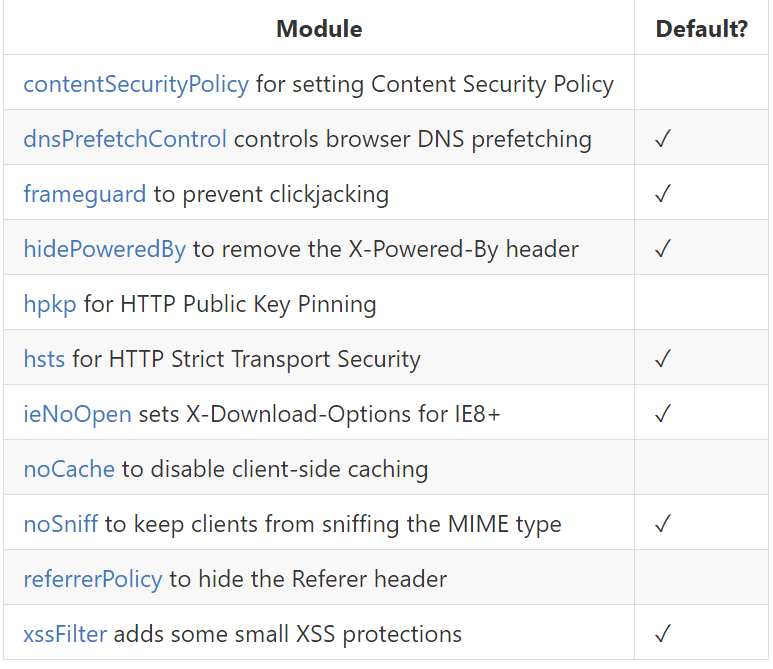 Module Default?
contentSecurityPolicy for setting Content Security Policy
dnsPrefetchControl controls browser DNS prefetching ✓
frameguard to prevent clickjacking ✓
hidePoweredBy to remove the X-Powered-By header ✓
hpkp for HTTP Public Key Pinning
hsts for HTTP Strict Transport Security ✓
ieNoOpen sets X-Download-Options for IE8+ ✓
noCache to disable client-side caching
noSniff to keep clients from sniffing the MIME type ✓
referrerPolicy to hide the Referer header
xssFilter adds some small XSS protections ✓